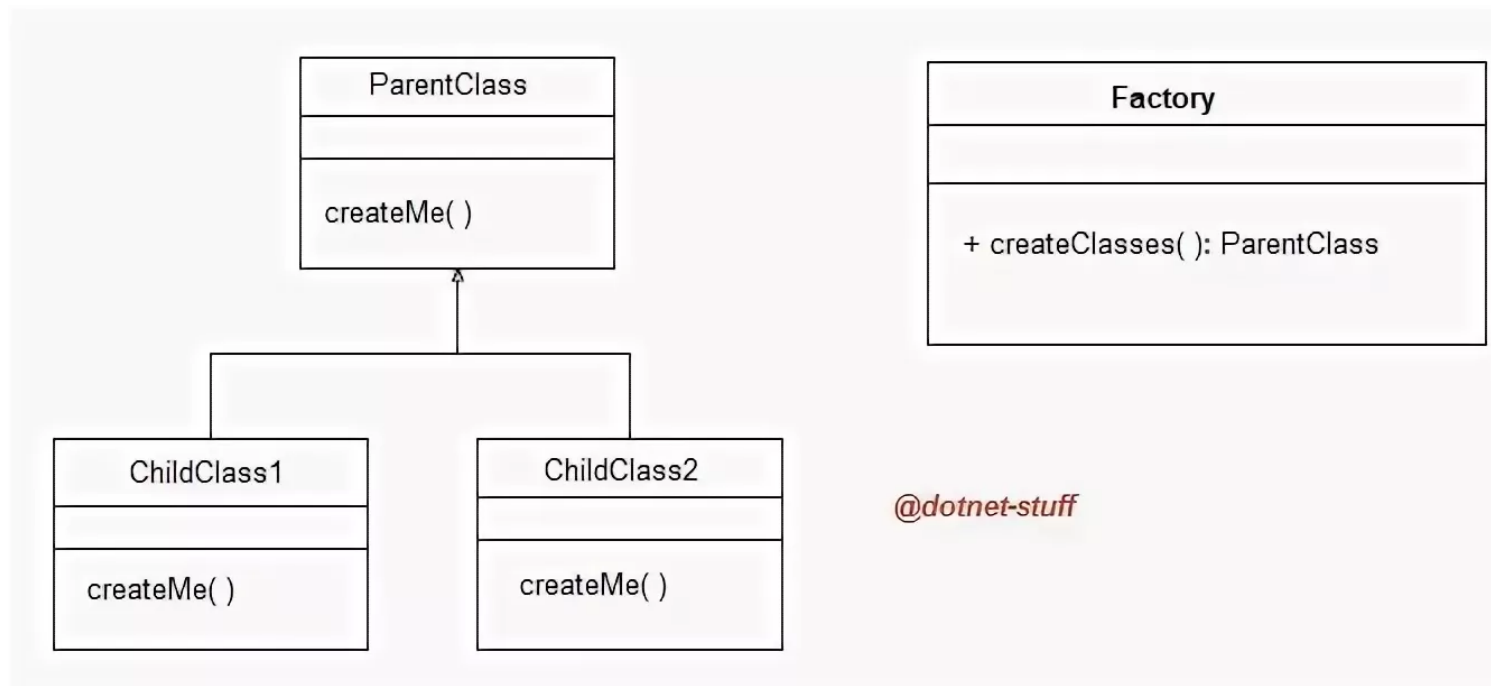 ParentClass
createMe( )
Factory
+ createClasses( ): ParentClass
ChildClass1
createMe( )
ChildClass2
createMe( )
@dotnet-stuff